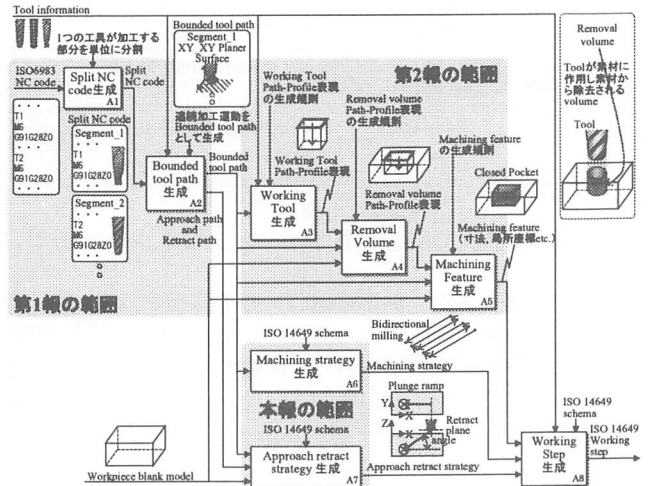 Tool information
1つの工具が加工する
部分を単位に分割
ISO6983
NC code
Split NC
code生成
A1
Split
NC code
Bounded tool path
Segment_1
XY XY Planer
Surface
連続加工運動を
Bounded tool path
として生成
第2報の範囲
Working Tool
Path-Profile表現
の生成規則
Removal volume
Path-Profile表現
の生成規則
Machining feature
の生成規則
Removal
volume
Toolが素材に
作用し素材から
除去される
volume
Tool
. . .
T1
M6
G91G28Z0
. . .
T2
M6
G91G28Z0
. . .
Split NC code
Segment_1
. . .
T1
M6
G91G28Z0
Segment_2
. . .
T2
M6
G91G28Z0
Bounded tool
path
生成
A2
Bounded
tool path
Approach path
and
Retract path
Working
Tool
生成
A3
Working Tool
Path-Profile表現
Removal
Volume 生成
A4
Removal volume
Path-Profile表現
Closed Pocket
Machining
Feature
生成
A5
Machining feature
(寸法、局所座標etc.)
第1報の範囲
ISO 14649 schema
Bidirectional
milling
Machining strategy
生成
A6
Machining strategy
本報の範囲
ISO 14649 schema
Plunge ramp
Y
X
Z
X
Retract
plane
angle
Approach retract
strategy 生成
A7
Approach retract strategy
Workpiece blank model
ISO 14649
schema
Working
Step
生成
A8
ISO 14649
Working
step